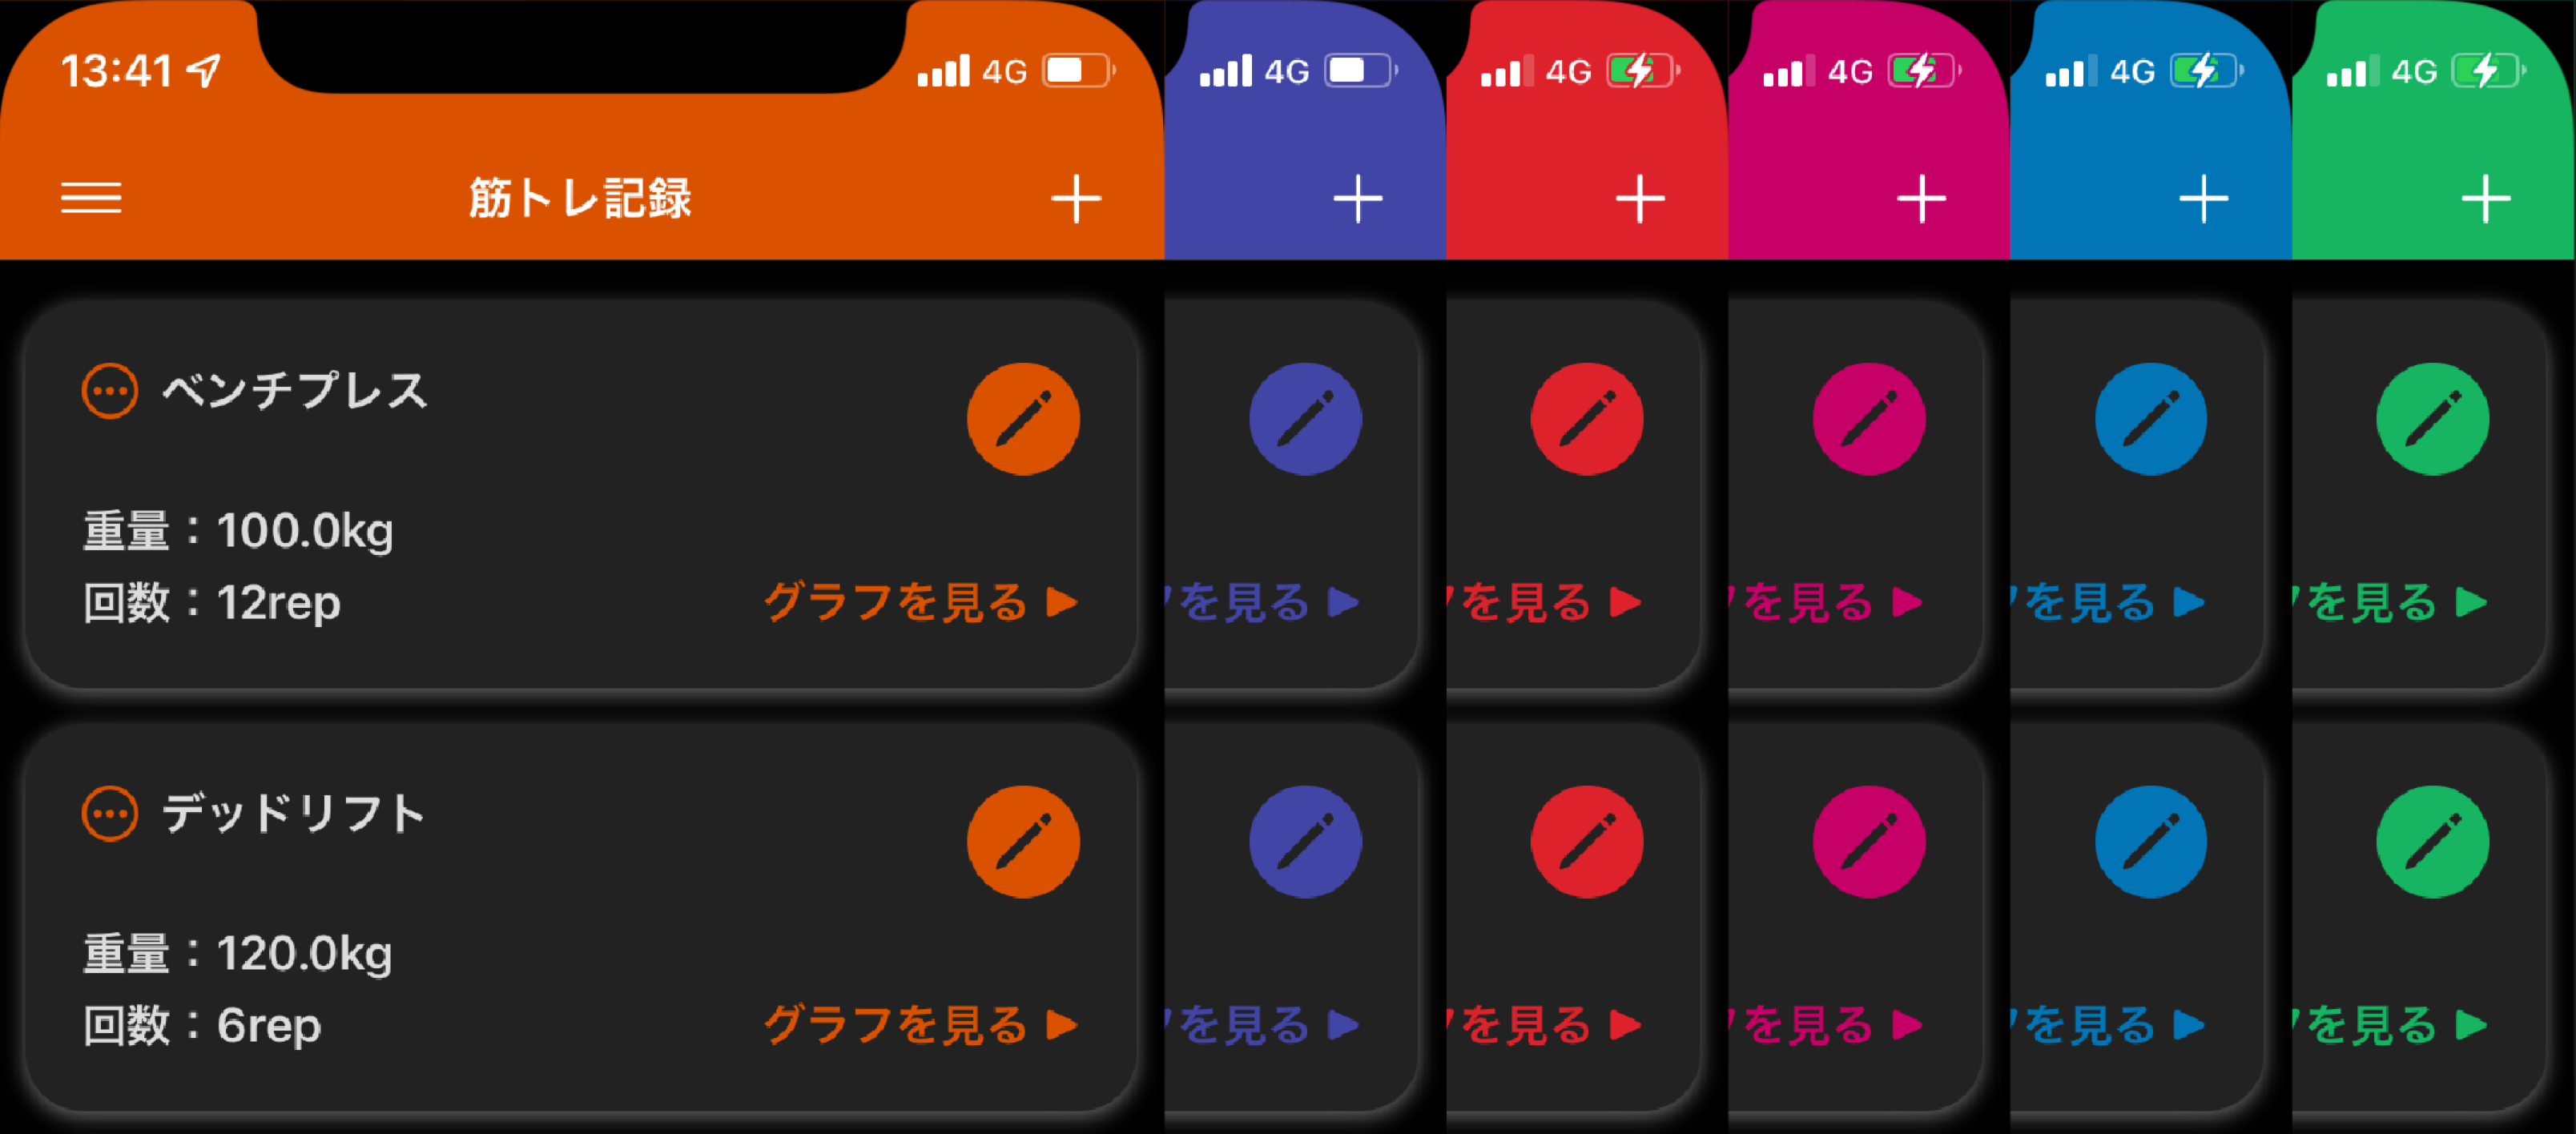 13:41 4G 4G 4G 4G 4G 4G
筋トレ記録
ベンチプレス
重量：100.0kg
回数：12rep
グラフを見る ▶ を見る ▶ を見る ▶ を見る ▶ を見る ▶ を見る ▶
デッドリフト
重量：120.0kg
回数：6rep
グラフを見る ▶ を見る ▶ を見る ▶ を見る ▶ を見る ▶ を見る ▶